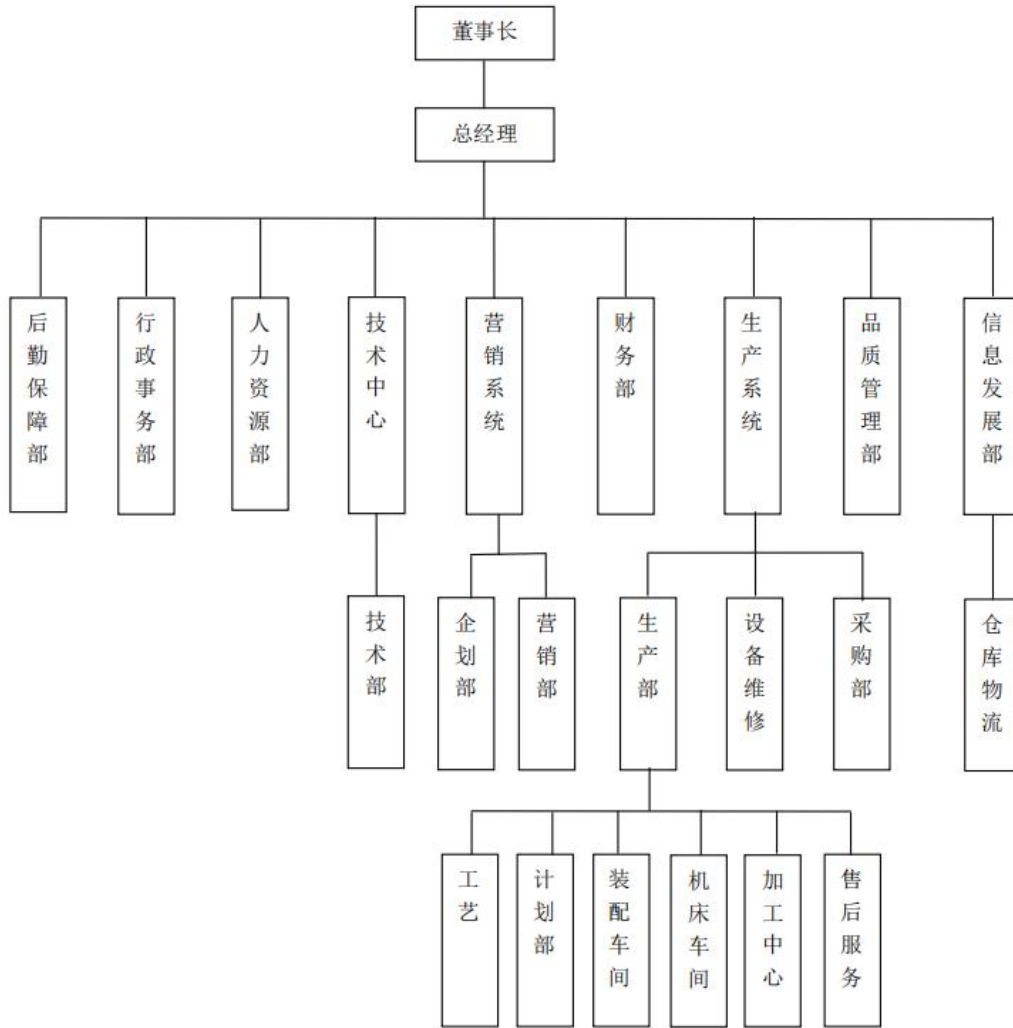 董事长
总经理
后勤保障部
行政事务部
人力资源部
技术中心
营销系统
财务部
生产系统
品质管理部
信息发展部
技术部
企划部
营销部
生产部
设备维修
采购部
仓库物流
工艺
计划部
装配车间
机床车间
加工中心
售后服务